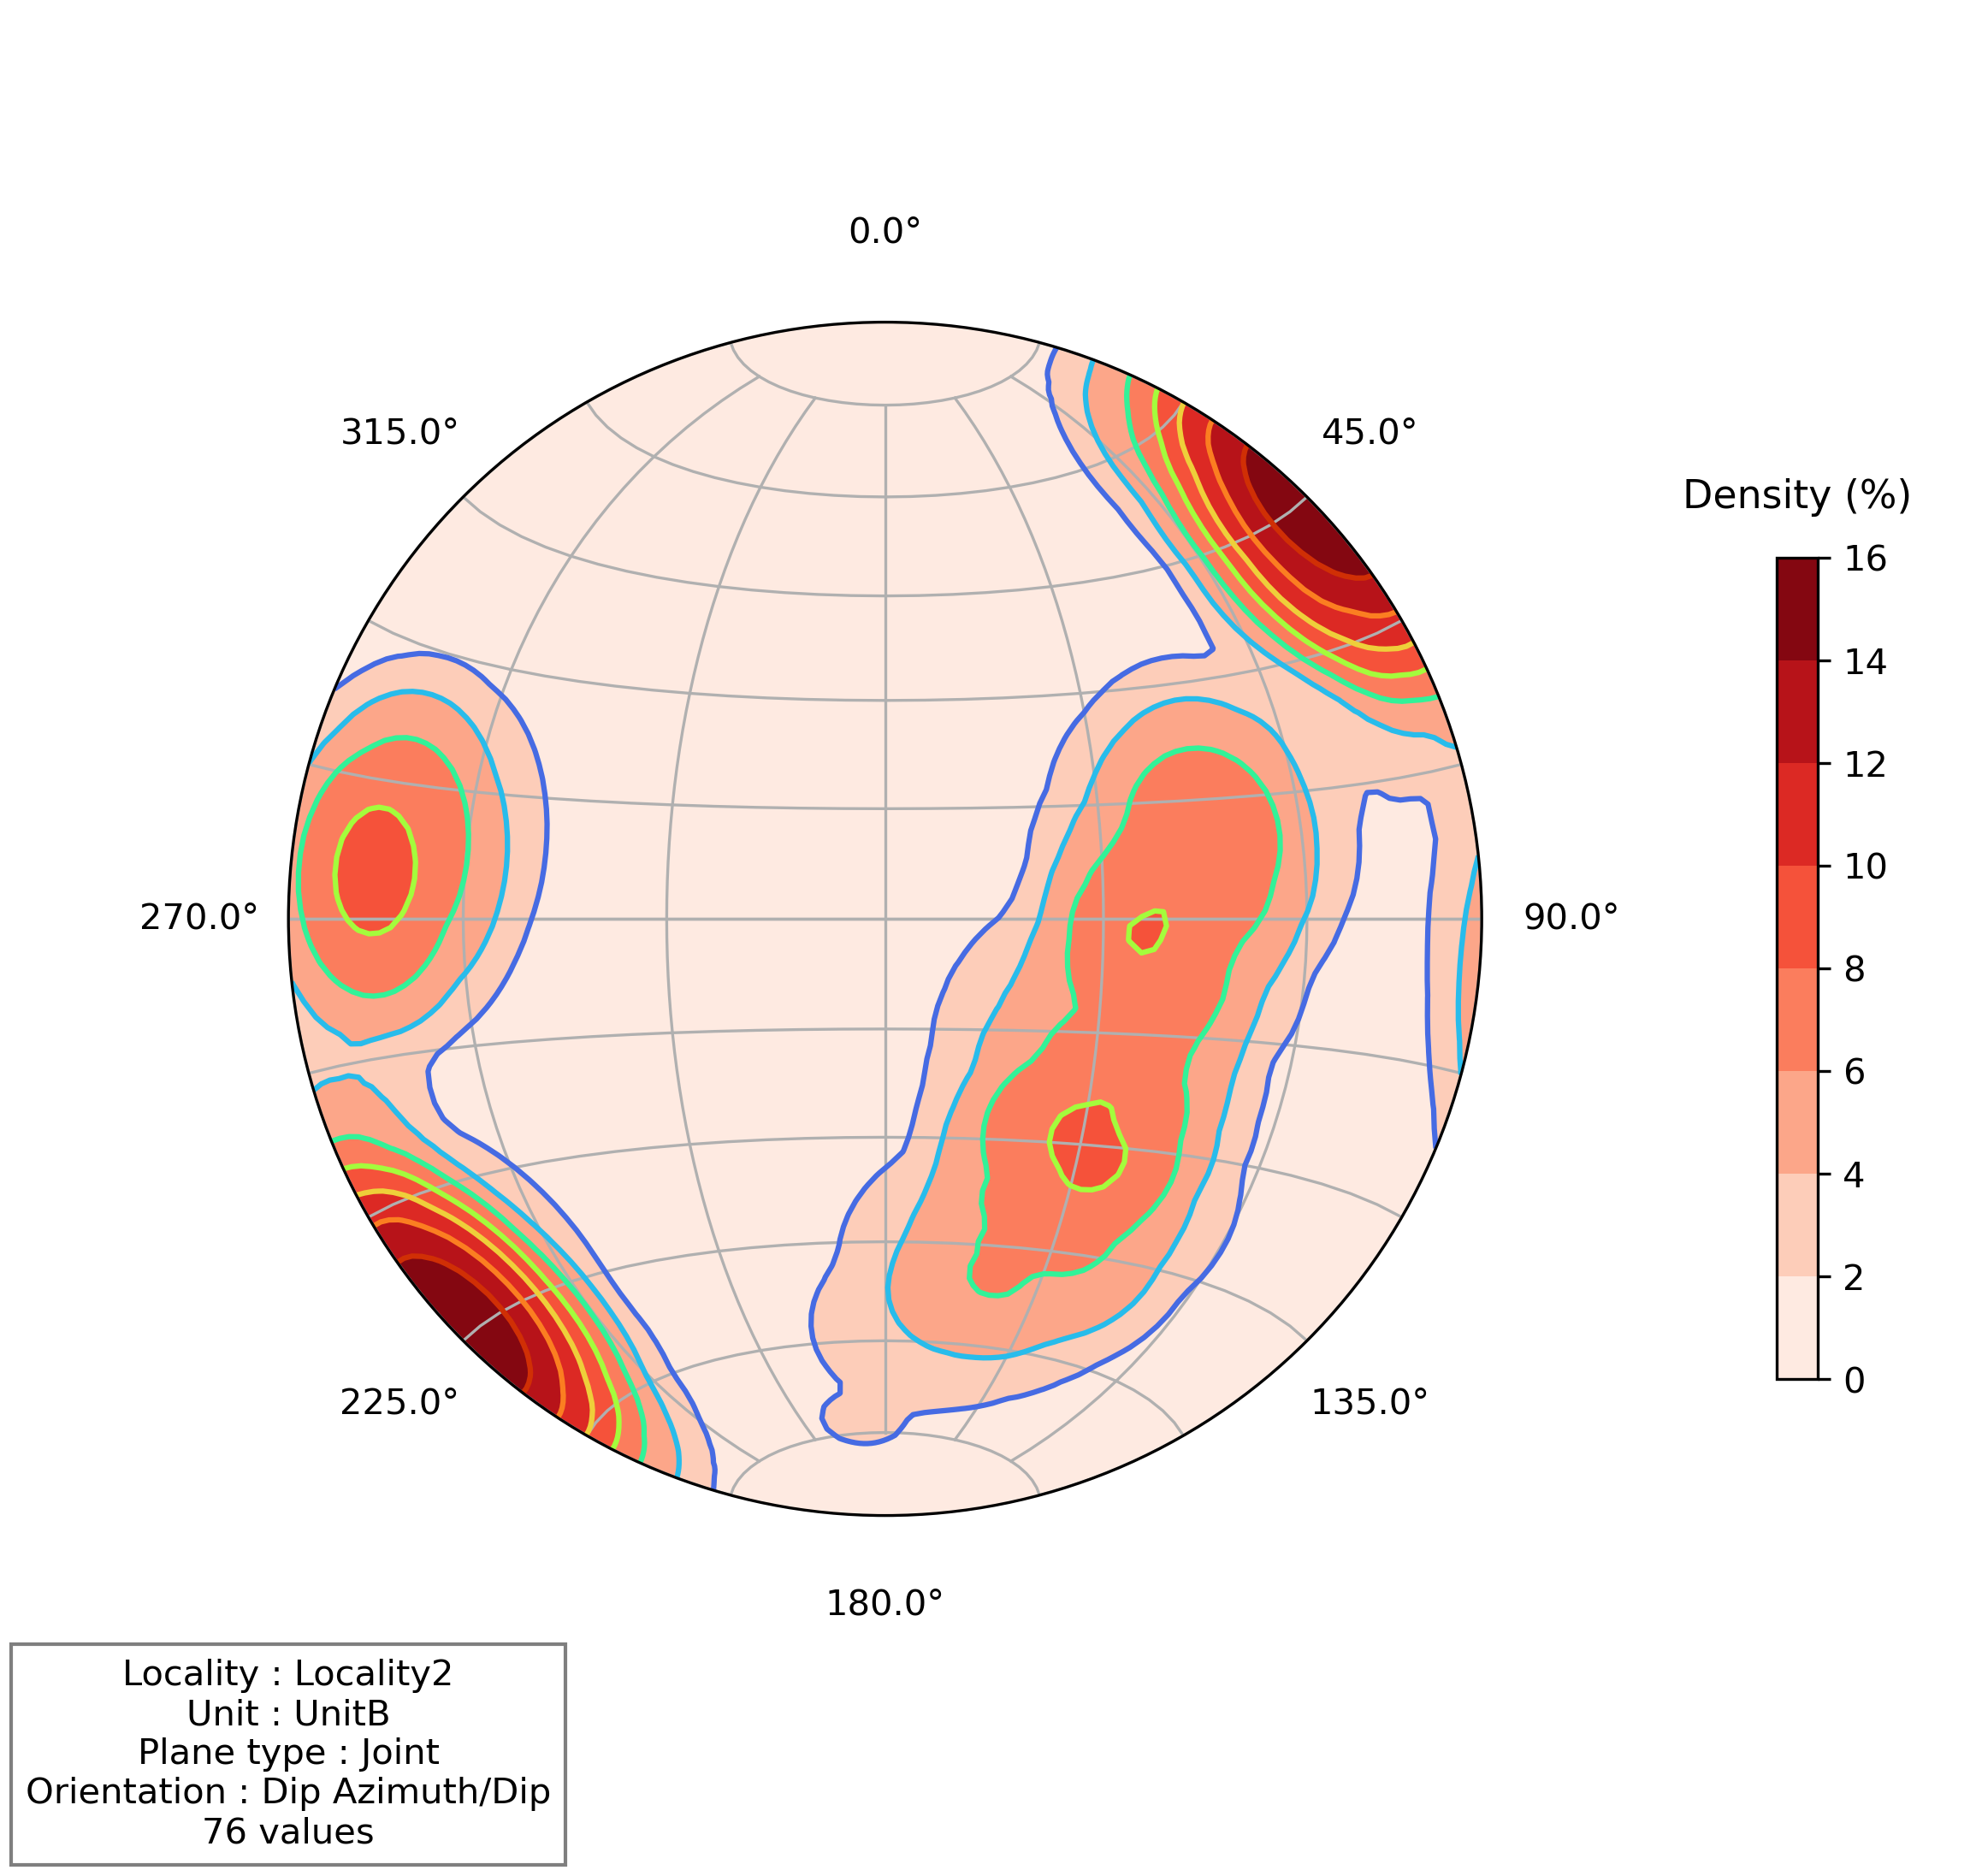 0.0°
315.0°
45.0°
Density (%)
16
14
12
10
270.0°
90.0°
8
6
4
2
0
225.0°
135.0°
180.0°
Locality : Locality2
Unit : UnitB
Plane type : Joint
Orientation : Dip Azimuth/Dip
76 values